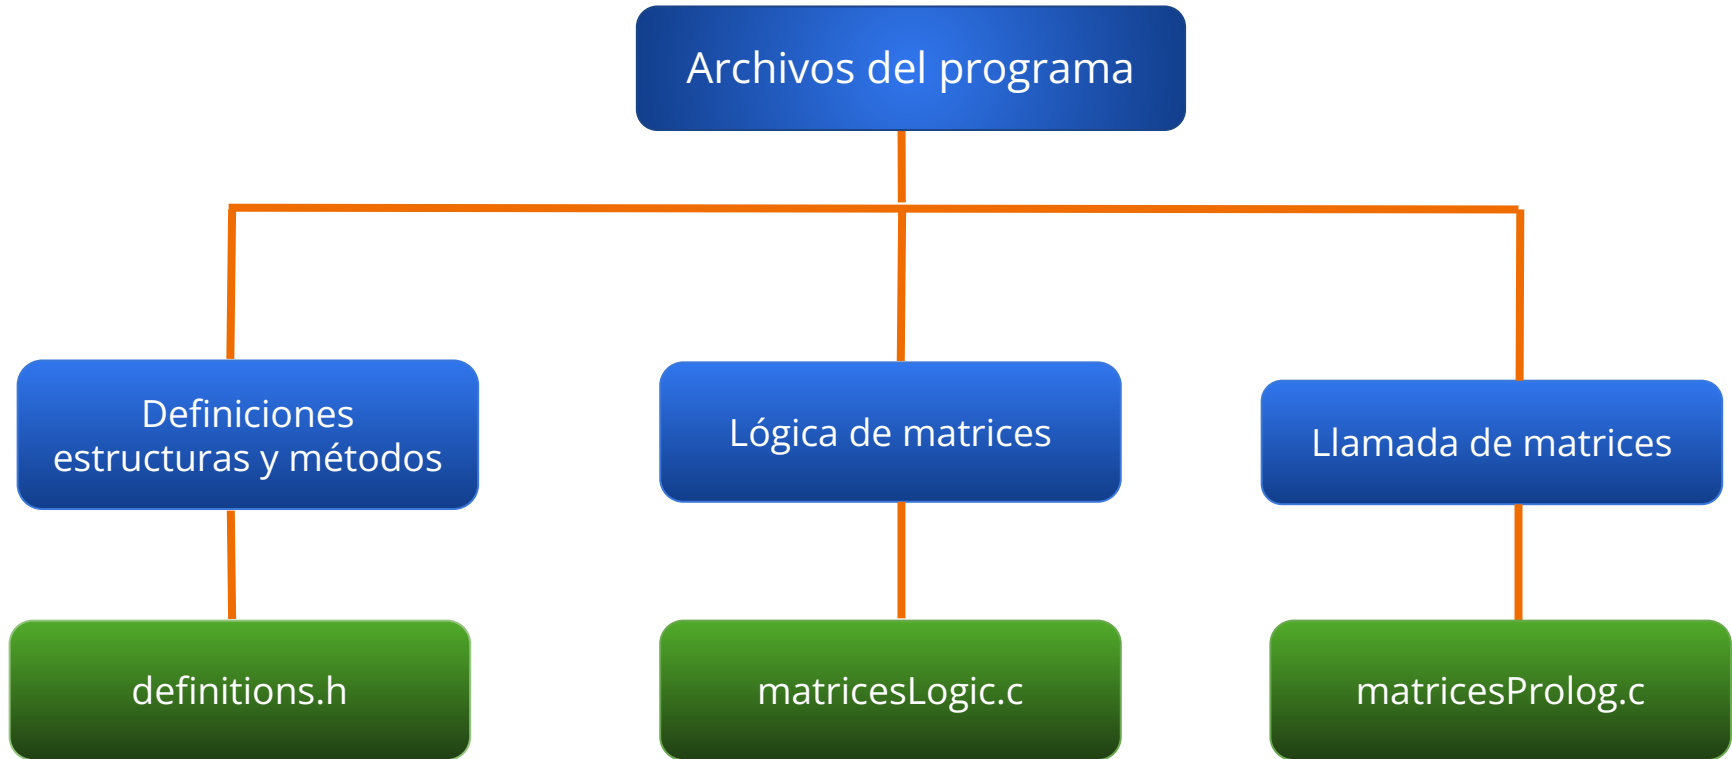 Archivos del programa
Definiciones
estructuras y métodos
Lógica de matrices
Llamada de matrices
definitions.h
matricesLogic.c
matricesProlog.c